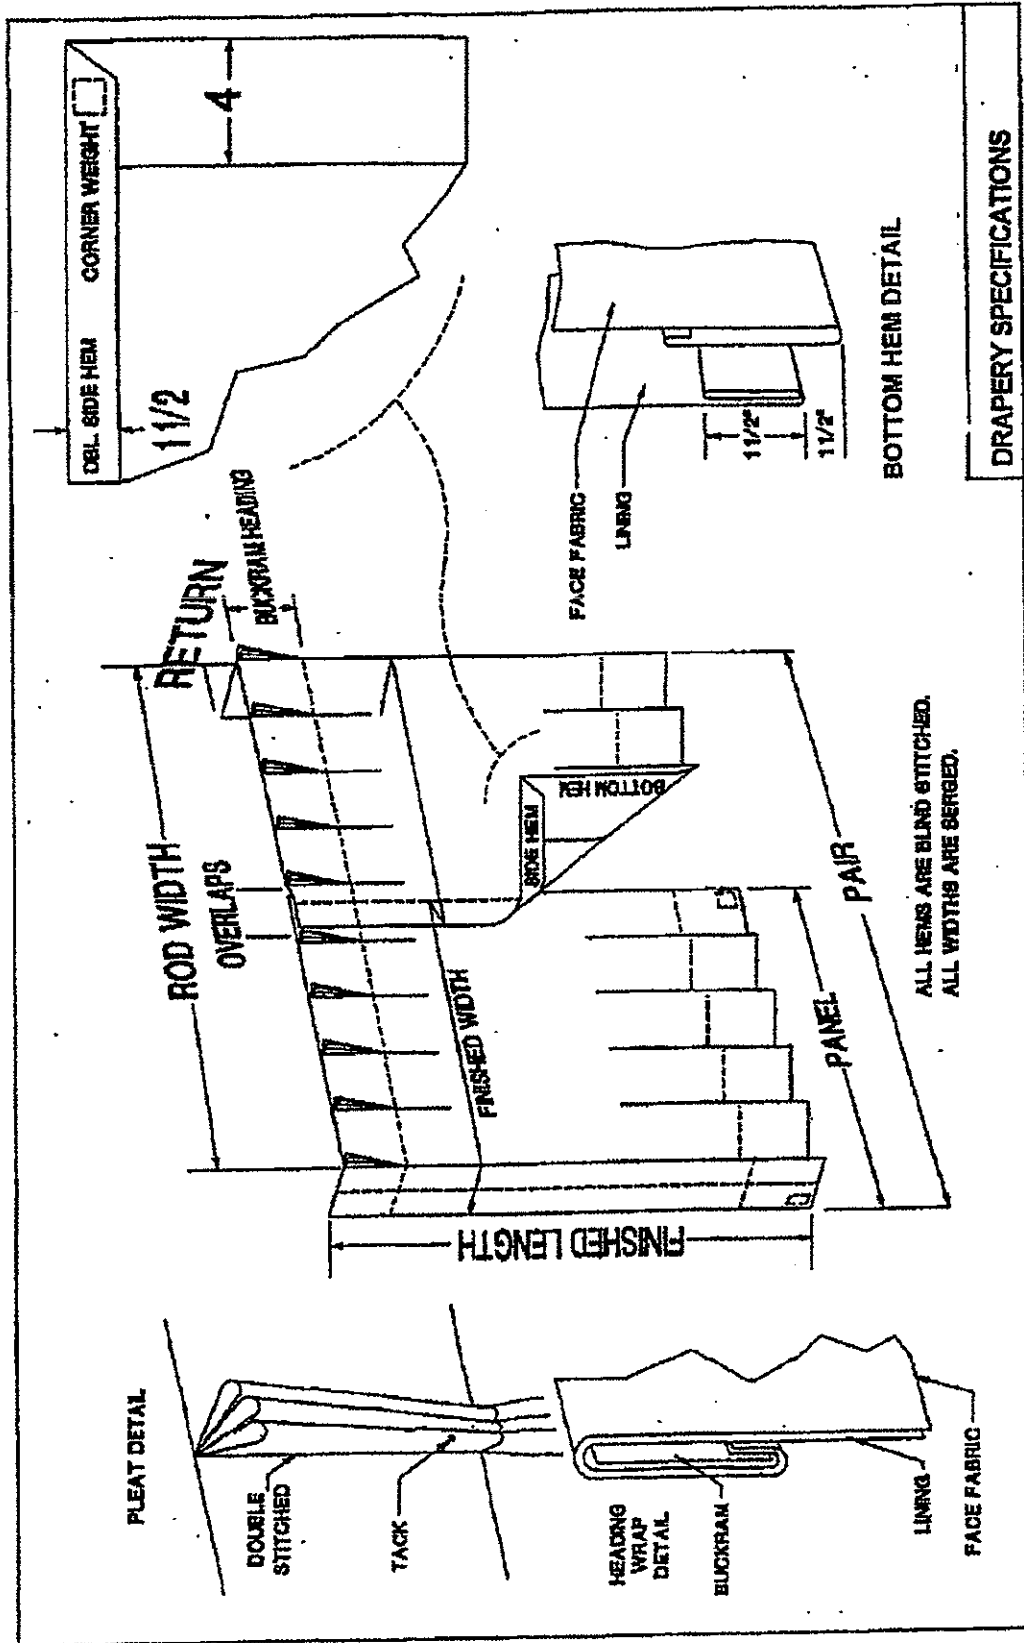 PLEAT DETAIL
DOUBLE
STITCHED
TACK
HEADING
WRAP
DETAIL
BUCKRAM
LINING
FACE FABRIC
ROD WIDTH
OVERLAPS
RETURN
BUCKRAM HEADING
FINISHED WIDTH
FINISHED LENGTH
SIDE HEM
BOTTOM HEM
PANEL
PAIR
ALL HEMS ARE BLIND STITCHED.
ALL WIDTHS ARE SERGED.
DBL. SIDE HEM
CORNER WEIGHT
1 1/2
4
FACE FABRIC
LINING
1 1/2"
1 1/2"
BOTTOM HEM DETAIL
DRAPERY SPECIFICATIONS